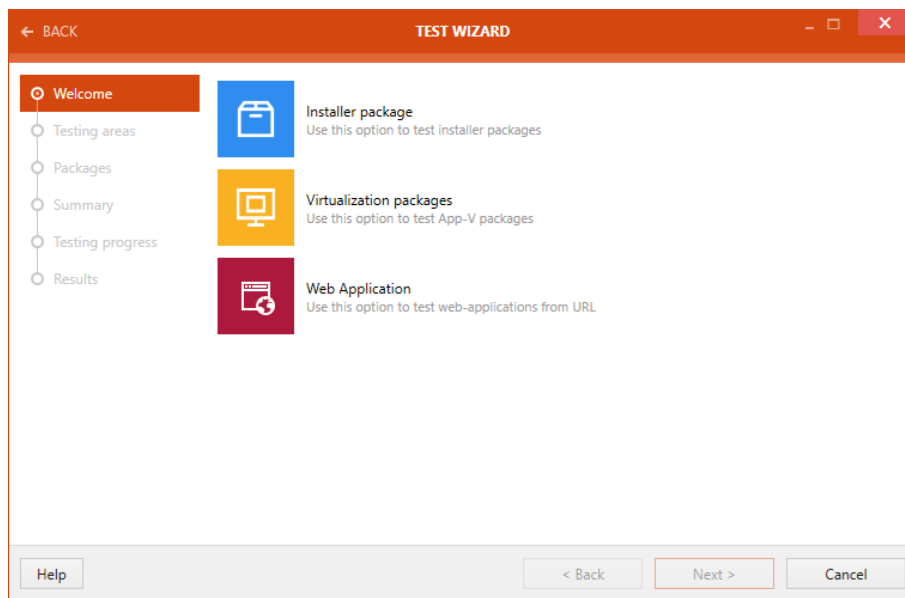 ← BACK
TEST WIZARD
Welcome
Testing areas
Packages
Summary
Testing progress
Results
Installer package
Use this option to test installer packages
Virtualization packages
Use this option to test App-V packages
Web Application
Use this option to test web-applications from URL
Help
< Back
Next >
Cancel